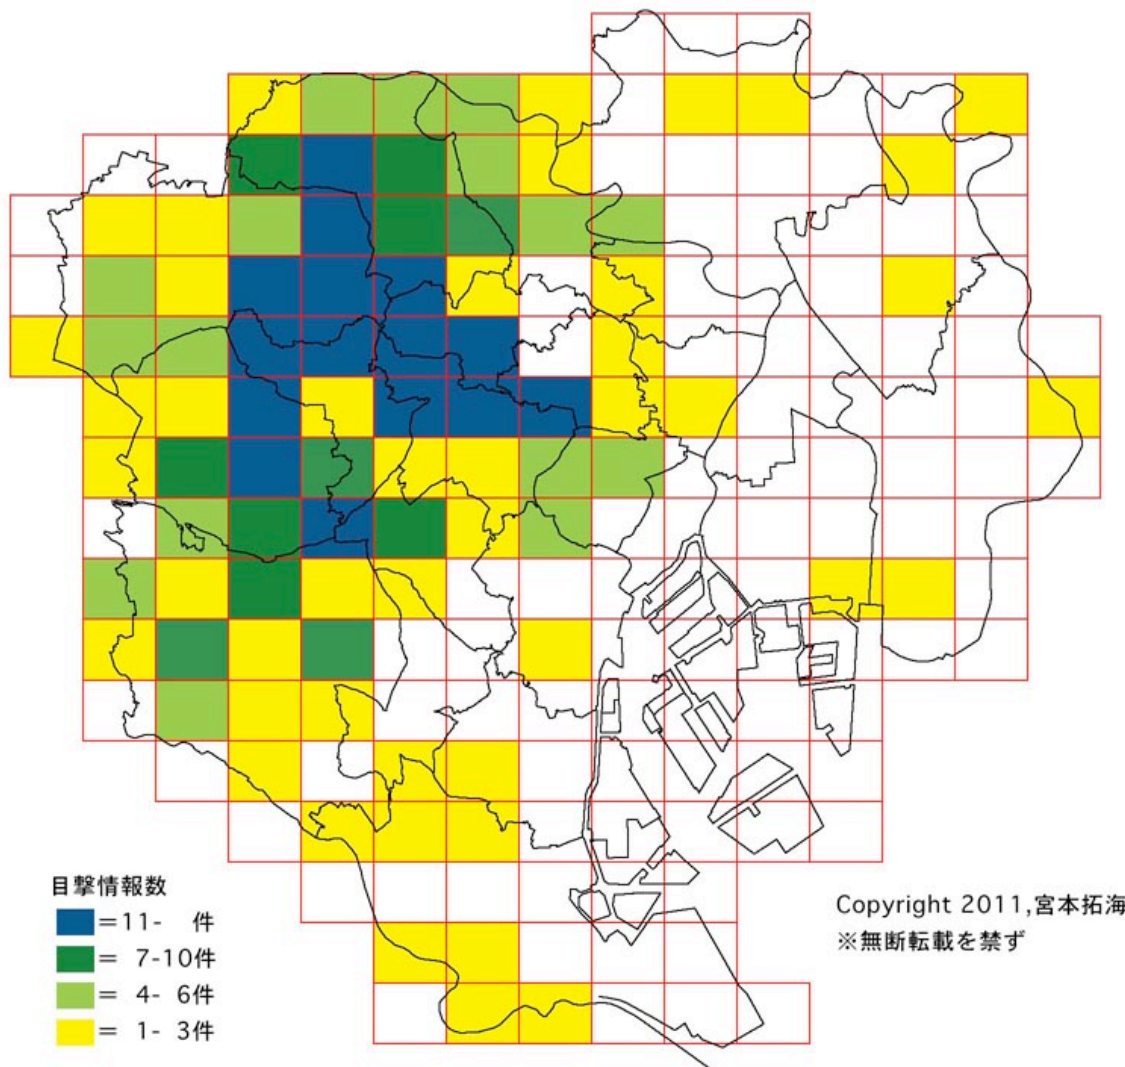 目撃情報数
=11- 件
= 7-10件
= 4- 6件
= 1- 3件
Copyright 2011,宮本拓海
※無断転載を禁ず